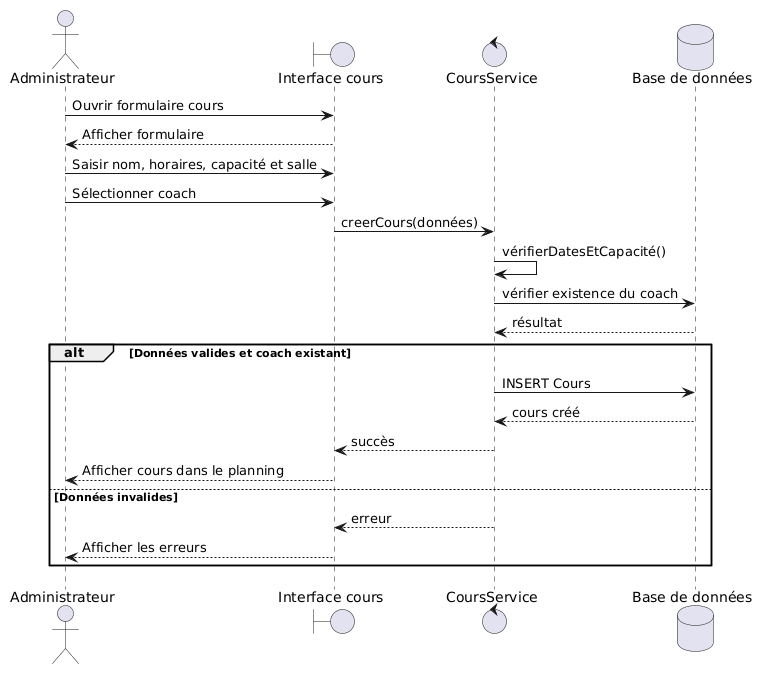 Administrateur
Interface cours
CoursService
Base de données
Ouvrir formulaire cours
Afficher formulaire
Saisir nom, horaires, capacité et salle
Sélectionner coach
creerCours(données)
vérifierDatesEtCapacité()
vérifier existence du coach
résultat
alt
[Données valides et coach existant]
INSERT Cours
cours créé
succès
Afficher cours dans le planning
[Données invalides]
erreur
Afficher les erreurs
Administrateur
Interface cours
CoursService
Base de données